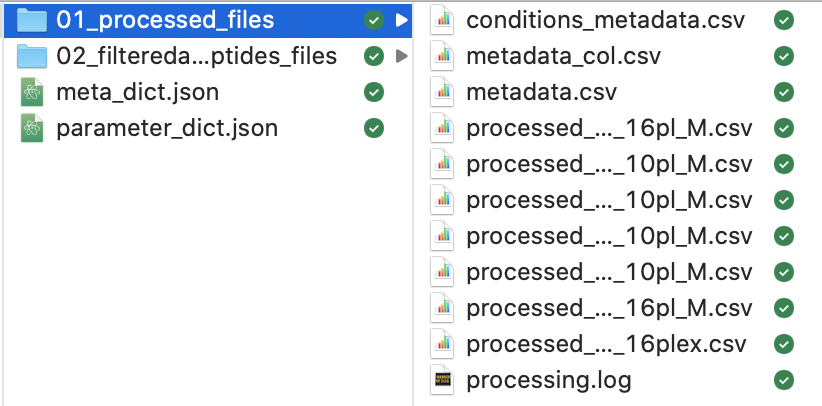 01_processed_files
02_filtereda...ptides_files
meta_dict.json
parameter_dict.json
conditions_metadata.csv
metadata_col.csv
metadata.csv
processed_..._16pl_M.csv
processed_..._10pl_M.csv
processed_..._10pl_M.csv
processed_..._10pl_M.csv
processed_..._10pl_M.csv
processed_..._16pl_M.csv
processed_..._16plex.csv
processing.log